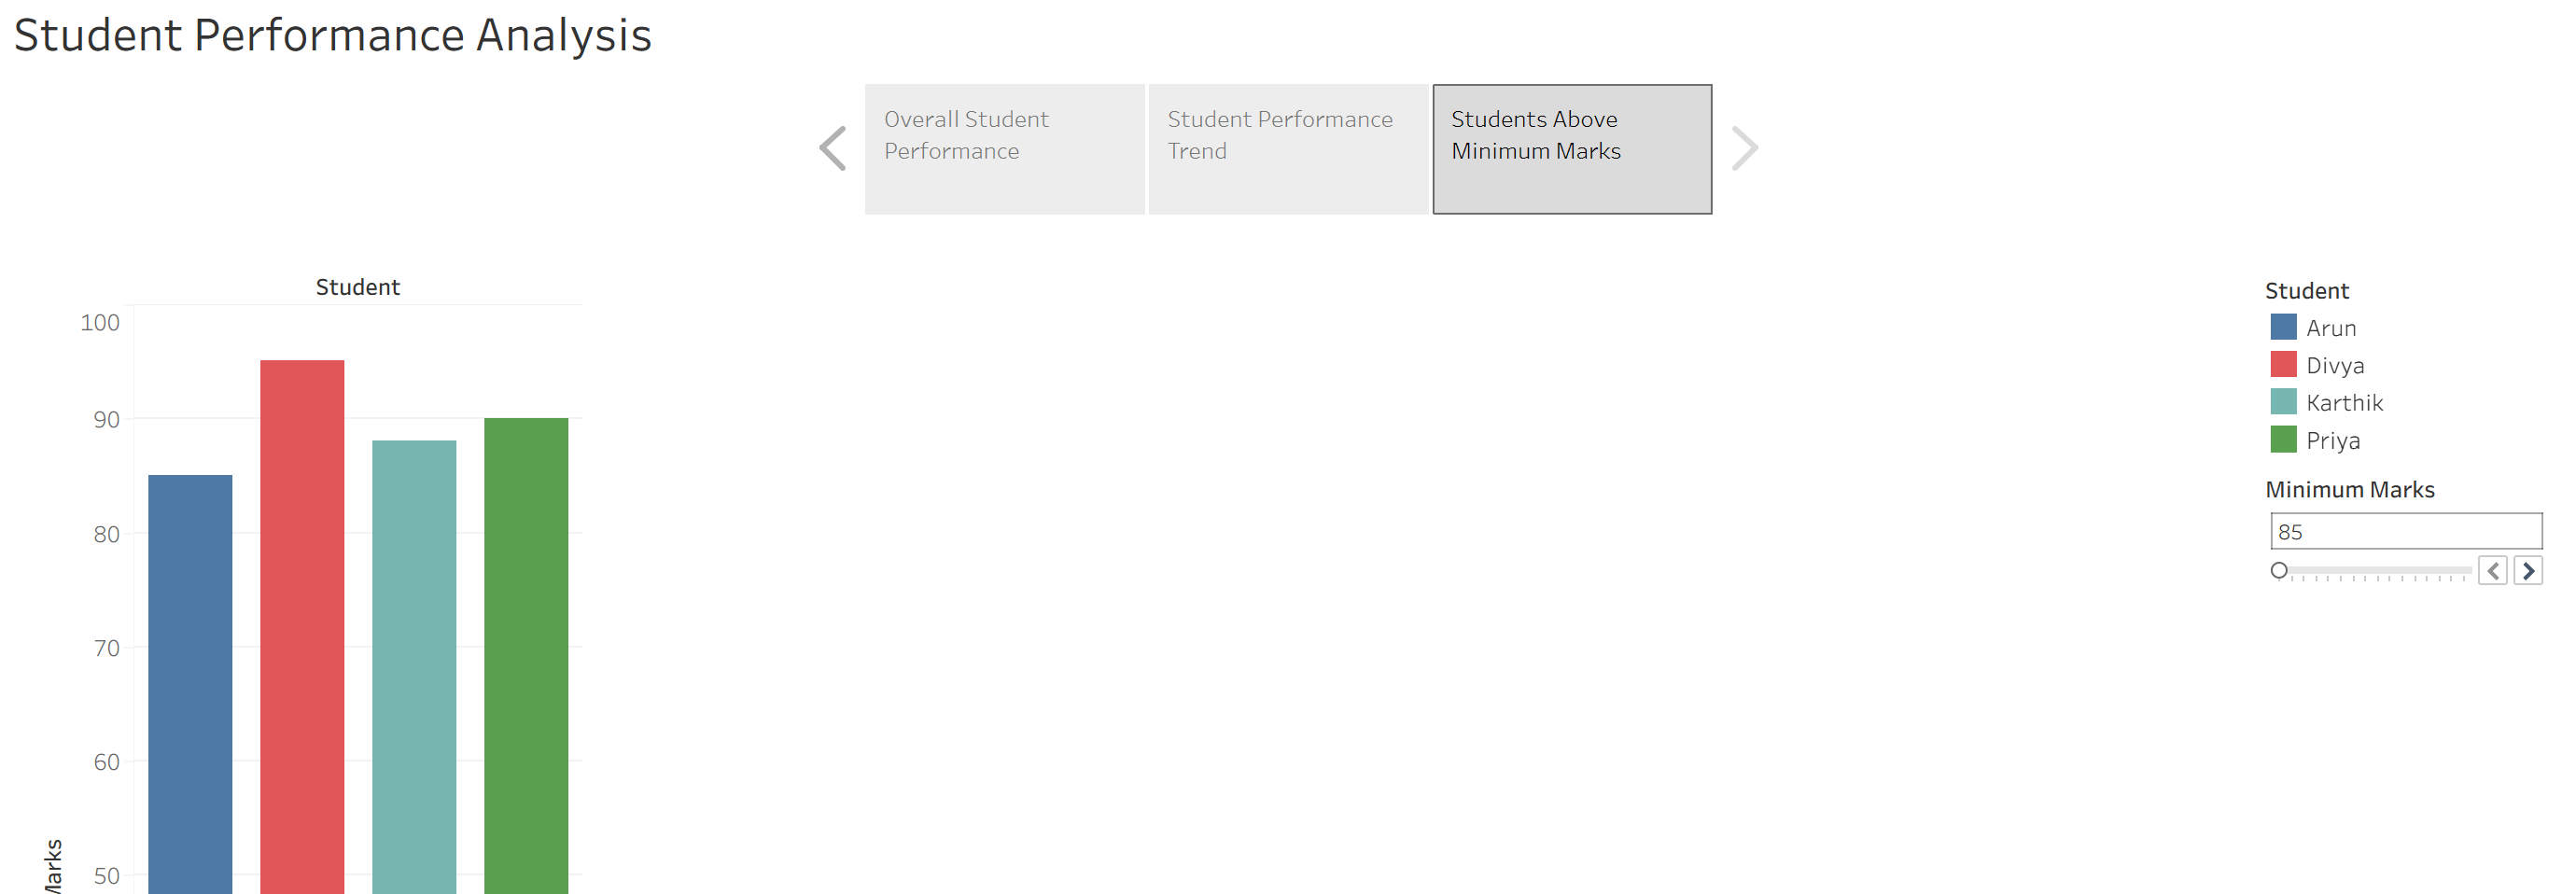 Student Performance Analysis
Overall Student
Performance
Student Performance
Trend
Students Above
Minimum Marks
Student
100
90
80
70
60
50
Student
Arun
Divya
Karthik
Priya
Minimum Marks
85